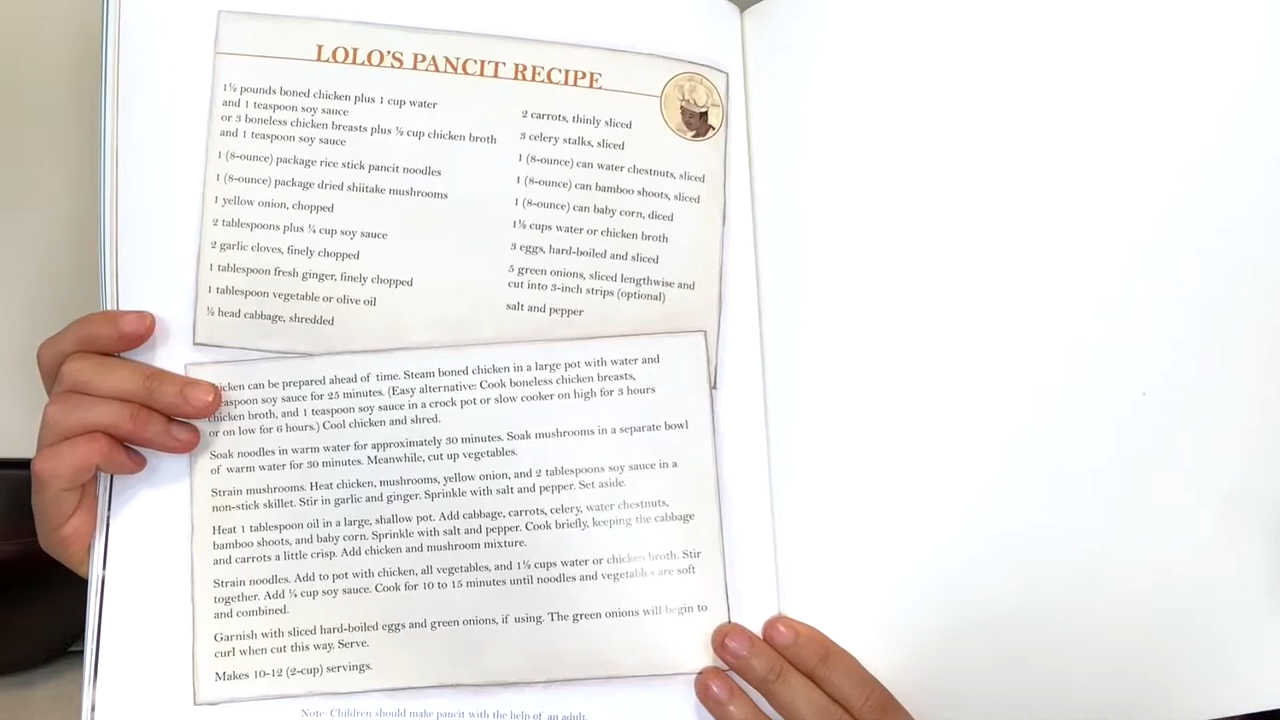 LOLO'S PANCIT RECIPE
1½ pounds boned chicken plus 1 cup water
and 1 teaspoon soy sauce
or 3 boneless chicken breasts plus ½ cup chicken broth
and 1 teaspoon soy sauce
1 (8-ounce) package rice stick pancit noodles
1 (8-ounce) package dried shiitake mushrooms
1 yellow onion, chopped
2 tablespoons plus ¼ cup soy sauce
2 garlic cloves, finely chopped
1 tablespoon fresh ginger, finely chopped
1 tablespoon vegetable or olive oil
½ head cabbage, shredded
2 carrots, thinly sliced
3 celery stalks, sliced
1 (8-ounce) can water chestnuts, sliced
1 (8-ounce) can bamboo shoots, sliced
1 (8-ounce) can baby corn, diced
1½ cups water or chicken broth
3 eggs, hard-boiled and sliced
5 green onions, sliced lengthwise and
cut into 3-inch strips (optional)
salt and pepper
can be prepared ahead of time. Steam boned chicken in a large pot with water and
soy sauce for 25 minutes. (Easy alternative: Cook boneless chicken breasts,
chicken broth, and 1 teaspoon soy sauce in a crock pot or slow cooker on high for 3 hours
or on low for 6 hours.) Cool chicken and shred.
Soak noodles in warm water for approximately 30 minutes. Soak mushrooms in a separate bowl
of warm water for 30 minutes. Meanwhile, cut up vegetables.
Strain mushrooms. Heat chicken, mushrooms, yellow onion, and 2 tablespoons soy sauce in a
non-stick skillet. Stir in garlic and ginger. Sprinkle with salt and pepper. Set aside.
Heat 1 tablespoon oil in a large, shallow pot. Add cabbage, carrots, celery, water chestnuts,
bamboo shoots, and baby corn. Sprinkle with salt and pepper. Cook briefly, keeping the cabbage
and carrots a little crisp. Add chicken and mushroom mixture.
Strain noodles. Add to pot with chicken, all vegetables, and 1½ cups water or chicken broth. Stir
together. Add ¼ cup soy sauce. Cook for 10 to 15 minutes until noodles and vegetables are soft
and combined.
Garnish with sliced hard-boiled eggs and green onions, if using. The green onions will begin to
curl when cut this way. Serve.
Makes 10-12 (2-cup) servings.
Note: Children should make pancit with the help of an adult.